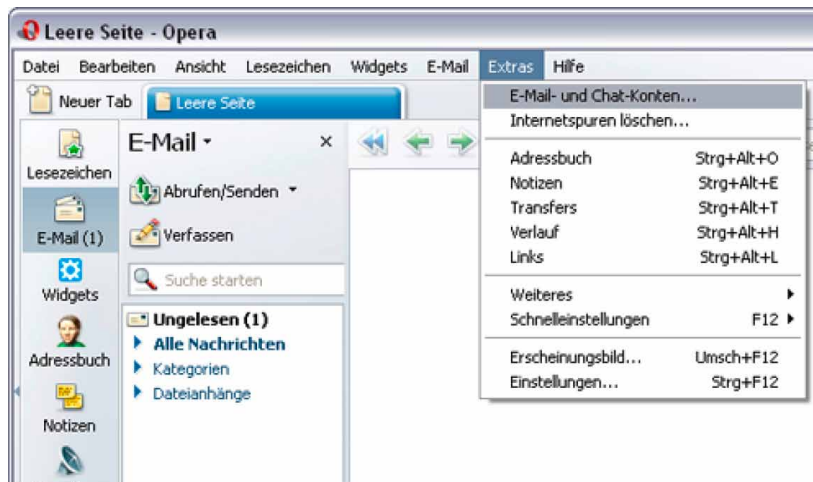 Leere Seite - Opera
Datei Bearbeiten Ansicht Lesezeichen Widgets E-Mail Extras Hilfe
Neuer Tab Leere Seite
Lesezeichen
E-Mail (1)
Widgets
Adressbuch
Notizen
E-Mail
Abrufen/Senden
Verfassen
Suche starten
Ungelesen (1)
Alle Nachrichten
Kategorien
Dateianhänge
E-Mail- und Chat-Konten...
Internetspuren löschen...
Adressbuch Strg+Alt+O
Notizen Strg+Alt+E
Transfers Strg+Alt+T
Verlauf Strg+Alt+H
Links Strg+Alt+L
Weiteres
Schnelleinstellungen F12
Erscheinungsbild... Umsch+F12
Einstellungen... Strg+F12